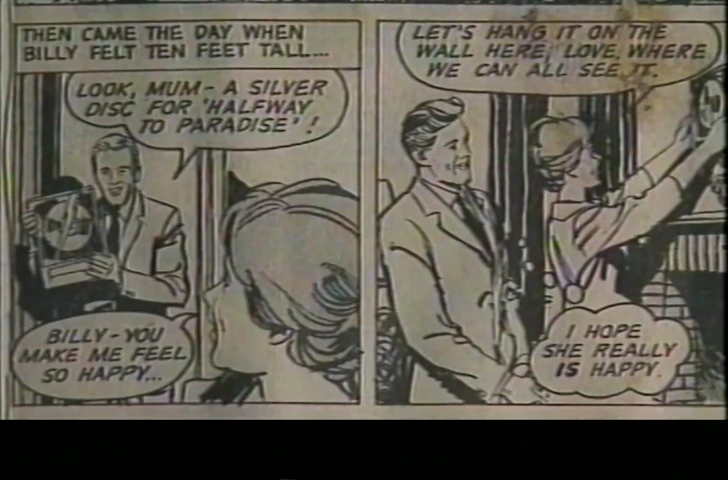 THEN CAME THE DAY WHEN
BILLY FELT TEN FEET TALL...
LOOK, MUM - A SILVER
DISC FOR 'HALFWAY
TO PARADISE'!
BILLY - YOU
MAKE ME FEEL
SO HAPPY...
LET'S HANG IT ON THE
WALL HERE, LOVE, WHERE
WE CAN ALL SEE IT.
I HOPE
SHE REALLY
IS HAPPY.